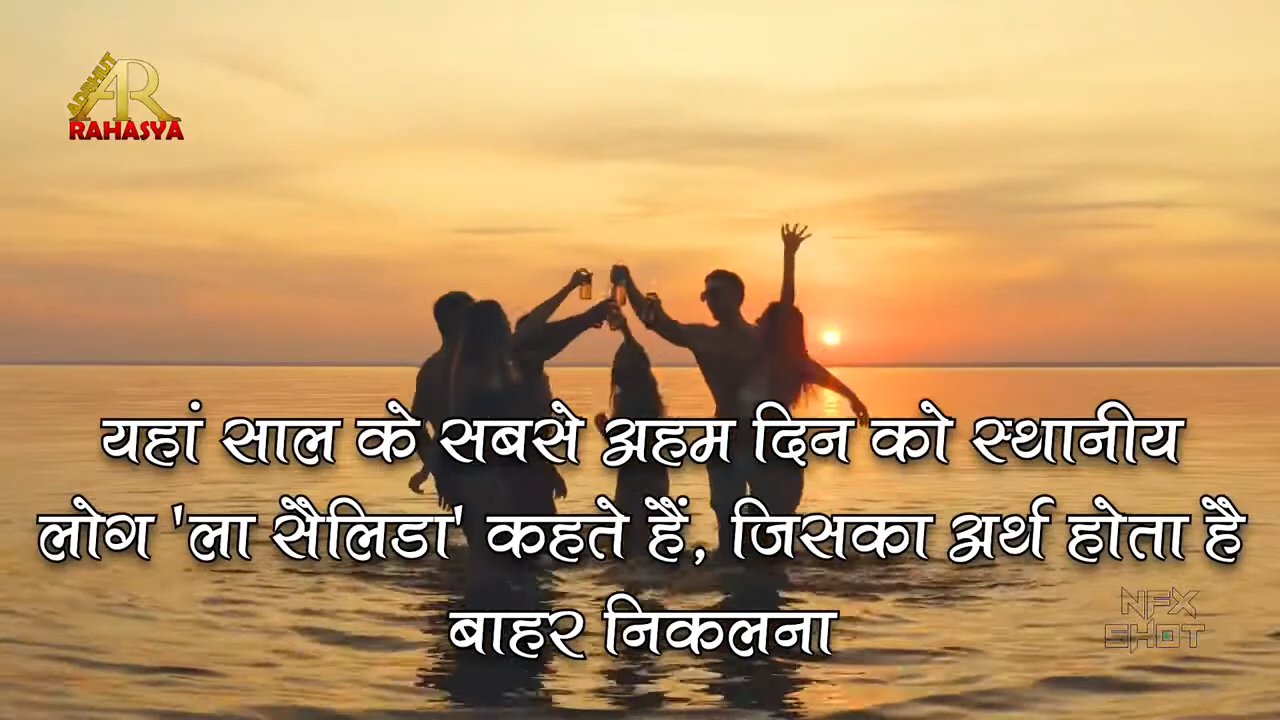 ADBHUT
AR
RAHASYA
यहां साल के सबसे अहम दिन को स्थानीय
लोग 'ला सैलिडा' कहते हैं, जिसका अर्थ होता है
बाहर निकलना
NFX
SHOT